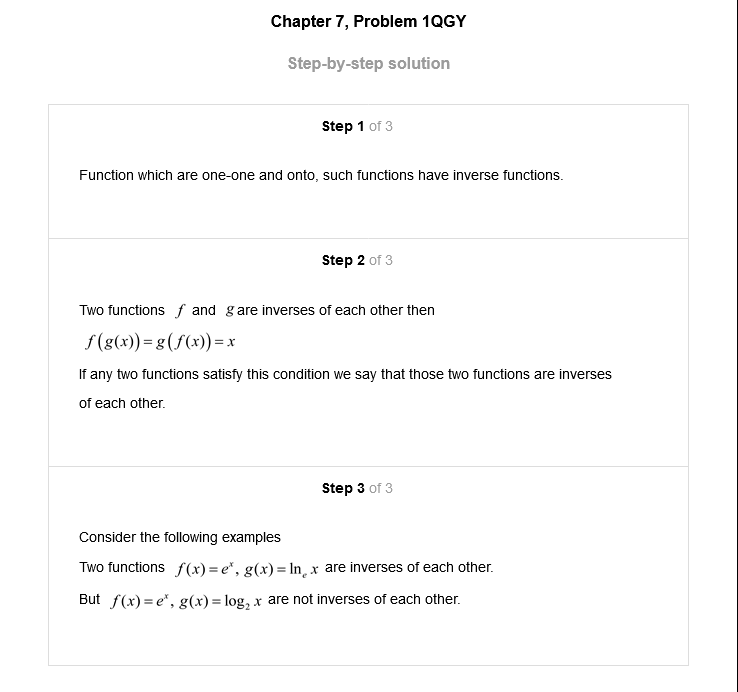 Chapter 7, Problem 1QGY
Step-by-step solution
Step 1 of 3
Function which are one-one and onto, such functions have inverse functions.
Step 2 of 3
Two functions f and g are inverses of each other then
f(g(x)) = g(f(x)) = x
If any two functions satisfy this condition we say that those two functions are inverses
of each other.
Step 3 of 3
Consider the following examples
Two functions f(x) = eˣ, g(x) = lnₑ x are inverses of each other.
But f(x) = eˣ, g(x) = log₂ x are not inverses of each other.